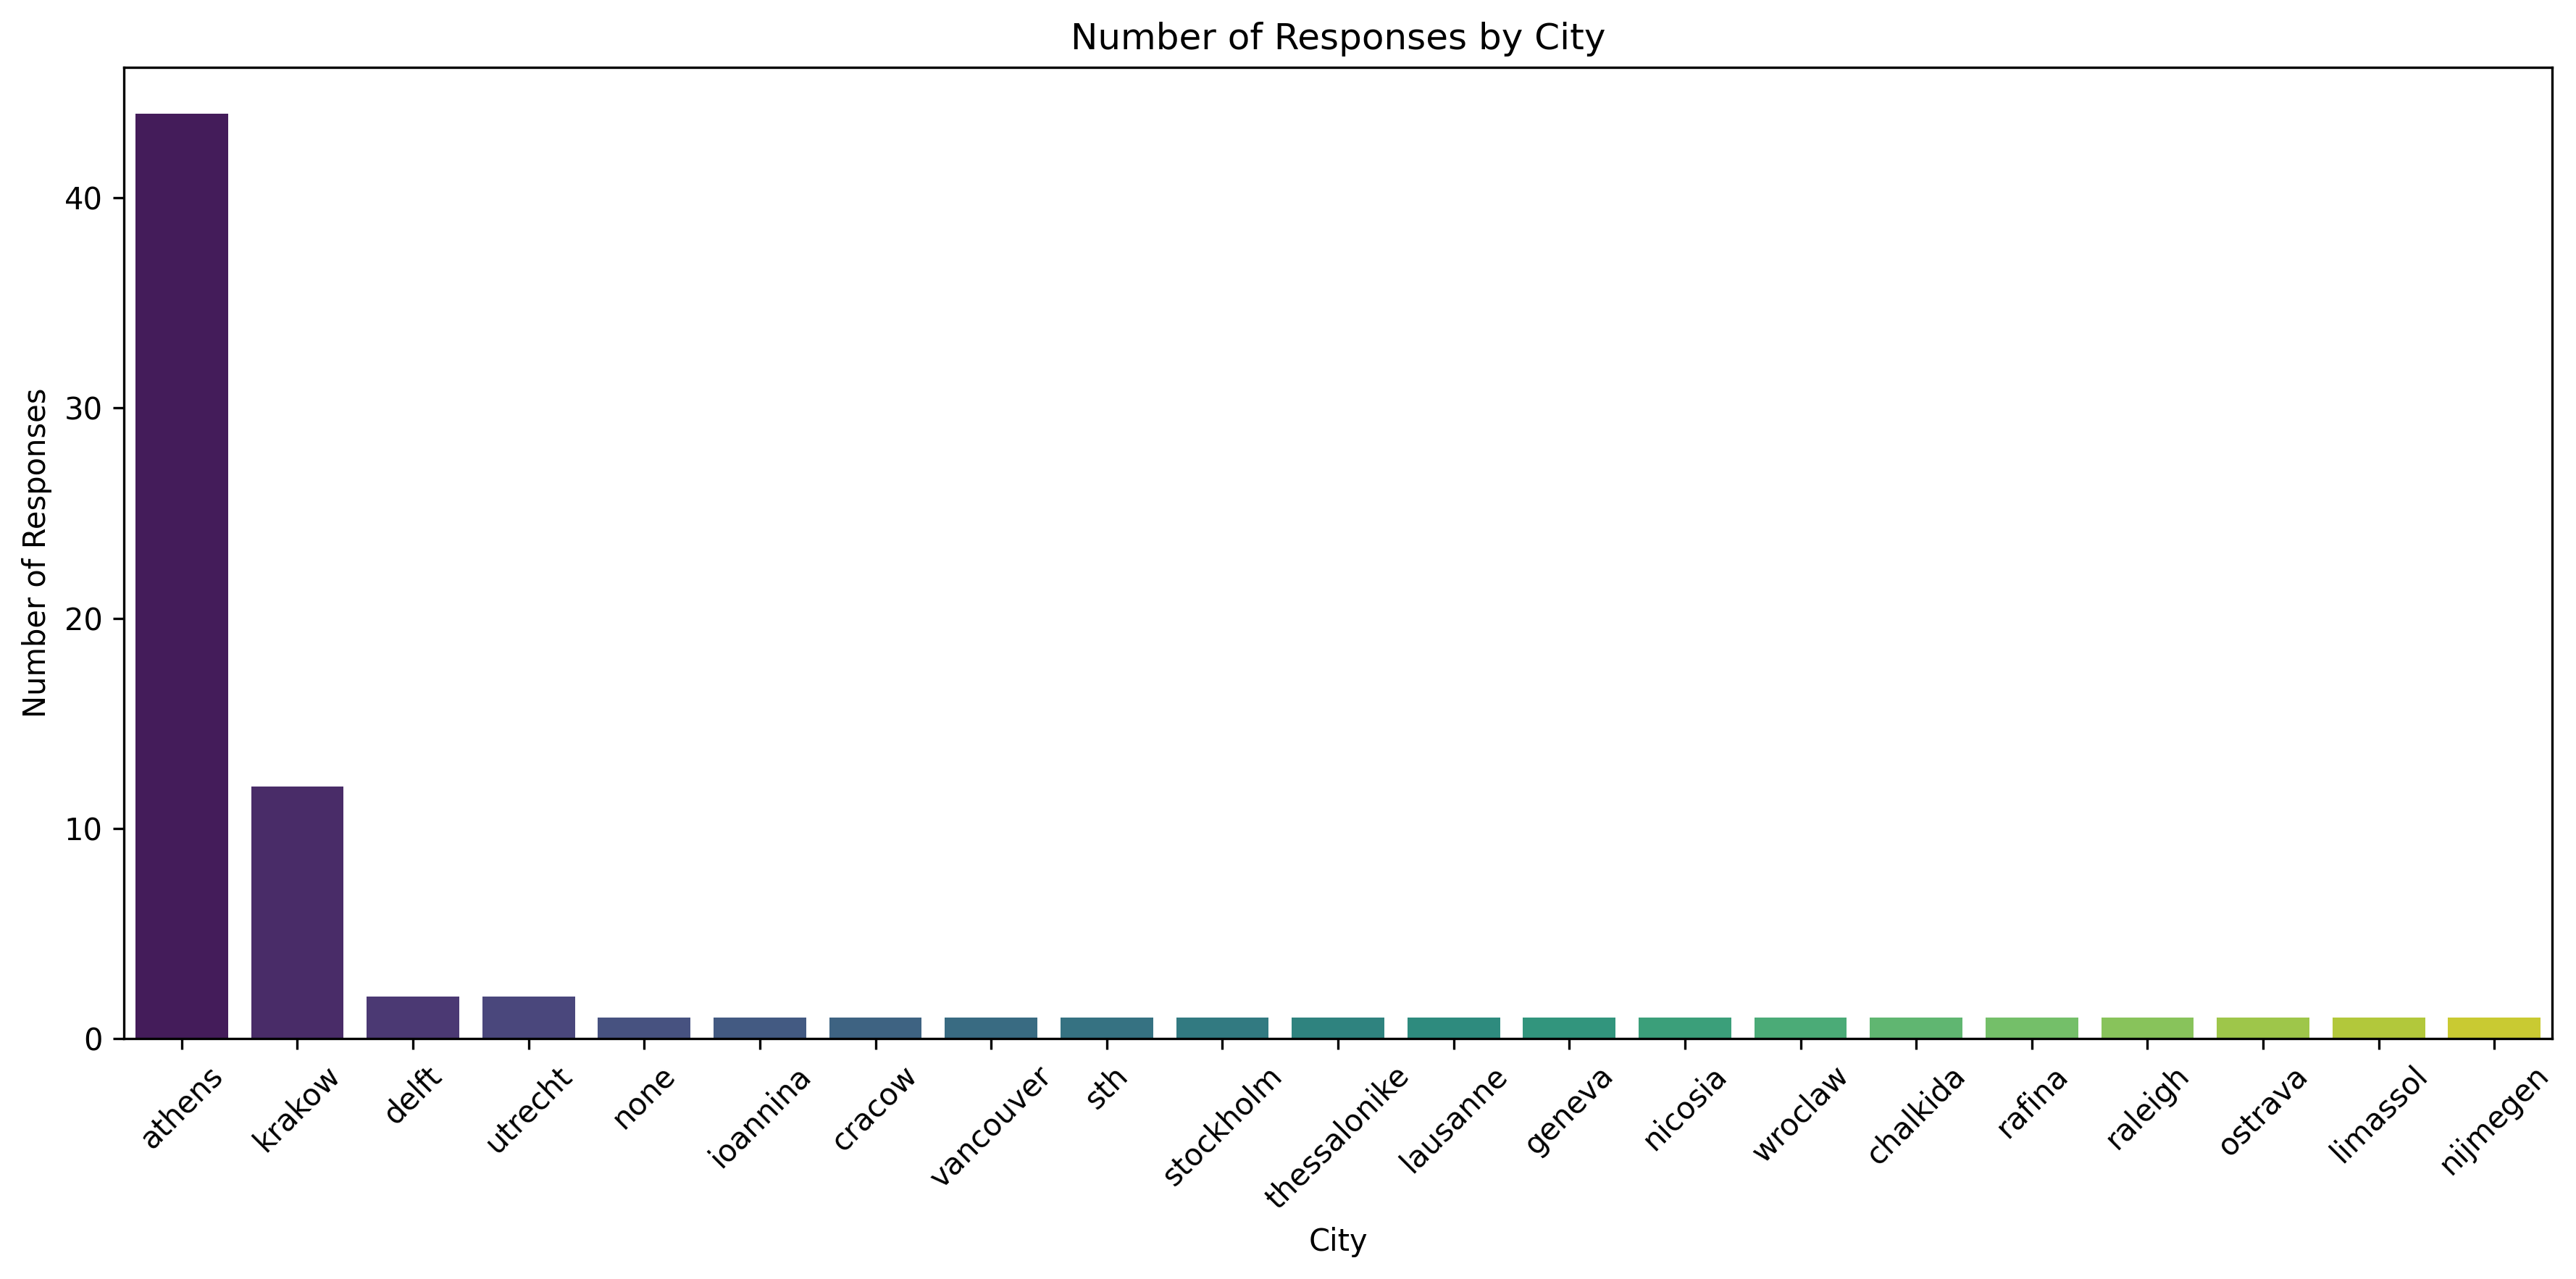 Number of Responses by City
Number of Responses
40
30
20
10
0
athens
krakow
delft
utrecht
none
ioannina
cracow
vancouver
sth
stockholm
thessalonike
lausanne
geneva
nicosia
wroclaw
chalkida
rafina
raleigh
ostrava
limassol
nijmegen
City